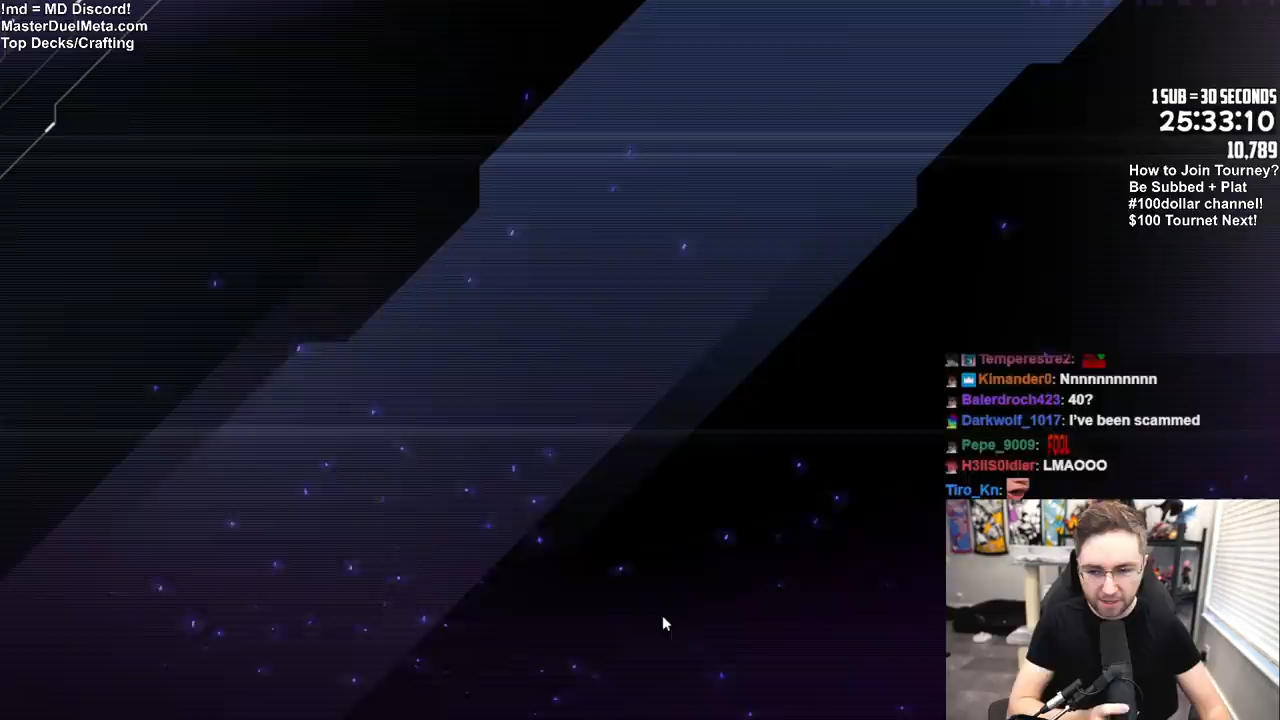 !md = MD Discord!
MasterDuelMeta.com
Top Decks/Crafting
1 SUB = 30 SECONDS
25:33:10
10,789
How to Join Tourney?
Be Subbed + Plat
#100dollar channel!
$100 Tournet Next!
Temperestre2:
Kimander0: Nnnnnnnnnnn
Balerdroch423: 40?
Darkwolf_1017: I've been scammed
Pepe_9009: FOOL
H3llS0ldier: LMAOOO
Tiro_Kn: